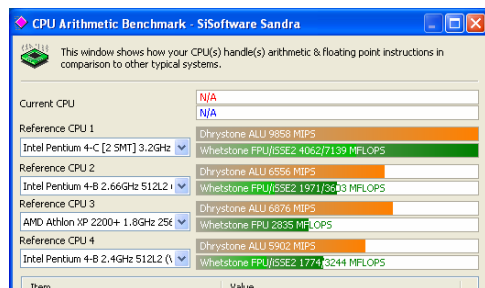 CPU Arithmetic Benchmark - SiSoftware Sandra
This window shows how your CPU(s) handle(s) arithmetic & floating point instructions in
comparison to other typical systems.
Current CPU
N/A
N/A
Reference CPU 1
Intel Pentium 4-C [2 SMT] 3.2GHz
Dhrystone ALU 9858 MIPS
Whetstone FPU/iSSE2 4062/7139 MFLOPS
Reference CPU 2
Intel Pentium 4-B 2.66GHz 512L2
Dhrystone ALU 6556 MIPS
Whetstone FPU/iSSE2 1971/3603 MFLOPS
Reference CPU 3
AMD Athlon XP 2200+ 1.8GHz 256
Dhrystone ALU 6876 MIPS
Whetstone FPU 2835 MFLOPS
Reference CPU 4
Intel Pentium 4-B 2.4GHz 512L2
Dhrystone ALU 5902 MIPS
Whetstone FPU/iSSE2 1774/3244 MFLOPS
Item Value